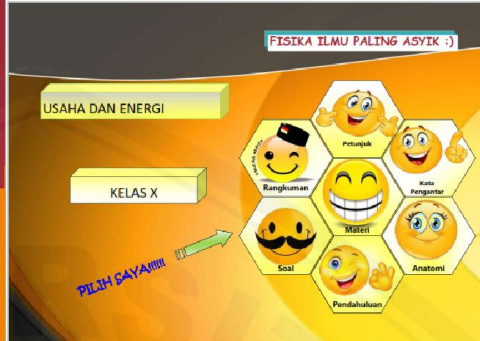 FISIKA ILMU PALING ASYIK :)
USAHA DAN ENERGI
KELAS X
PILIH SAYA!!!!!!
Petunjuk
Rangkuman
Kata
Pengantar
Materi
Soal
Anatomi
Pendahuluan